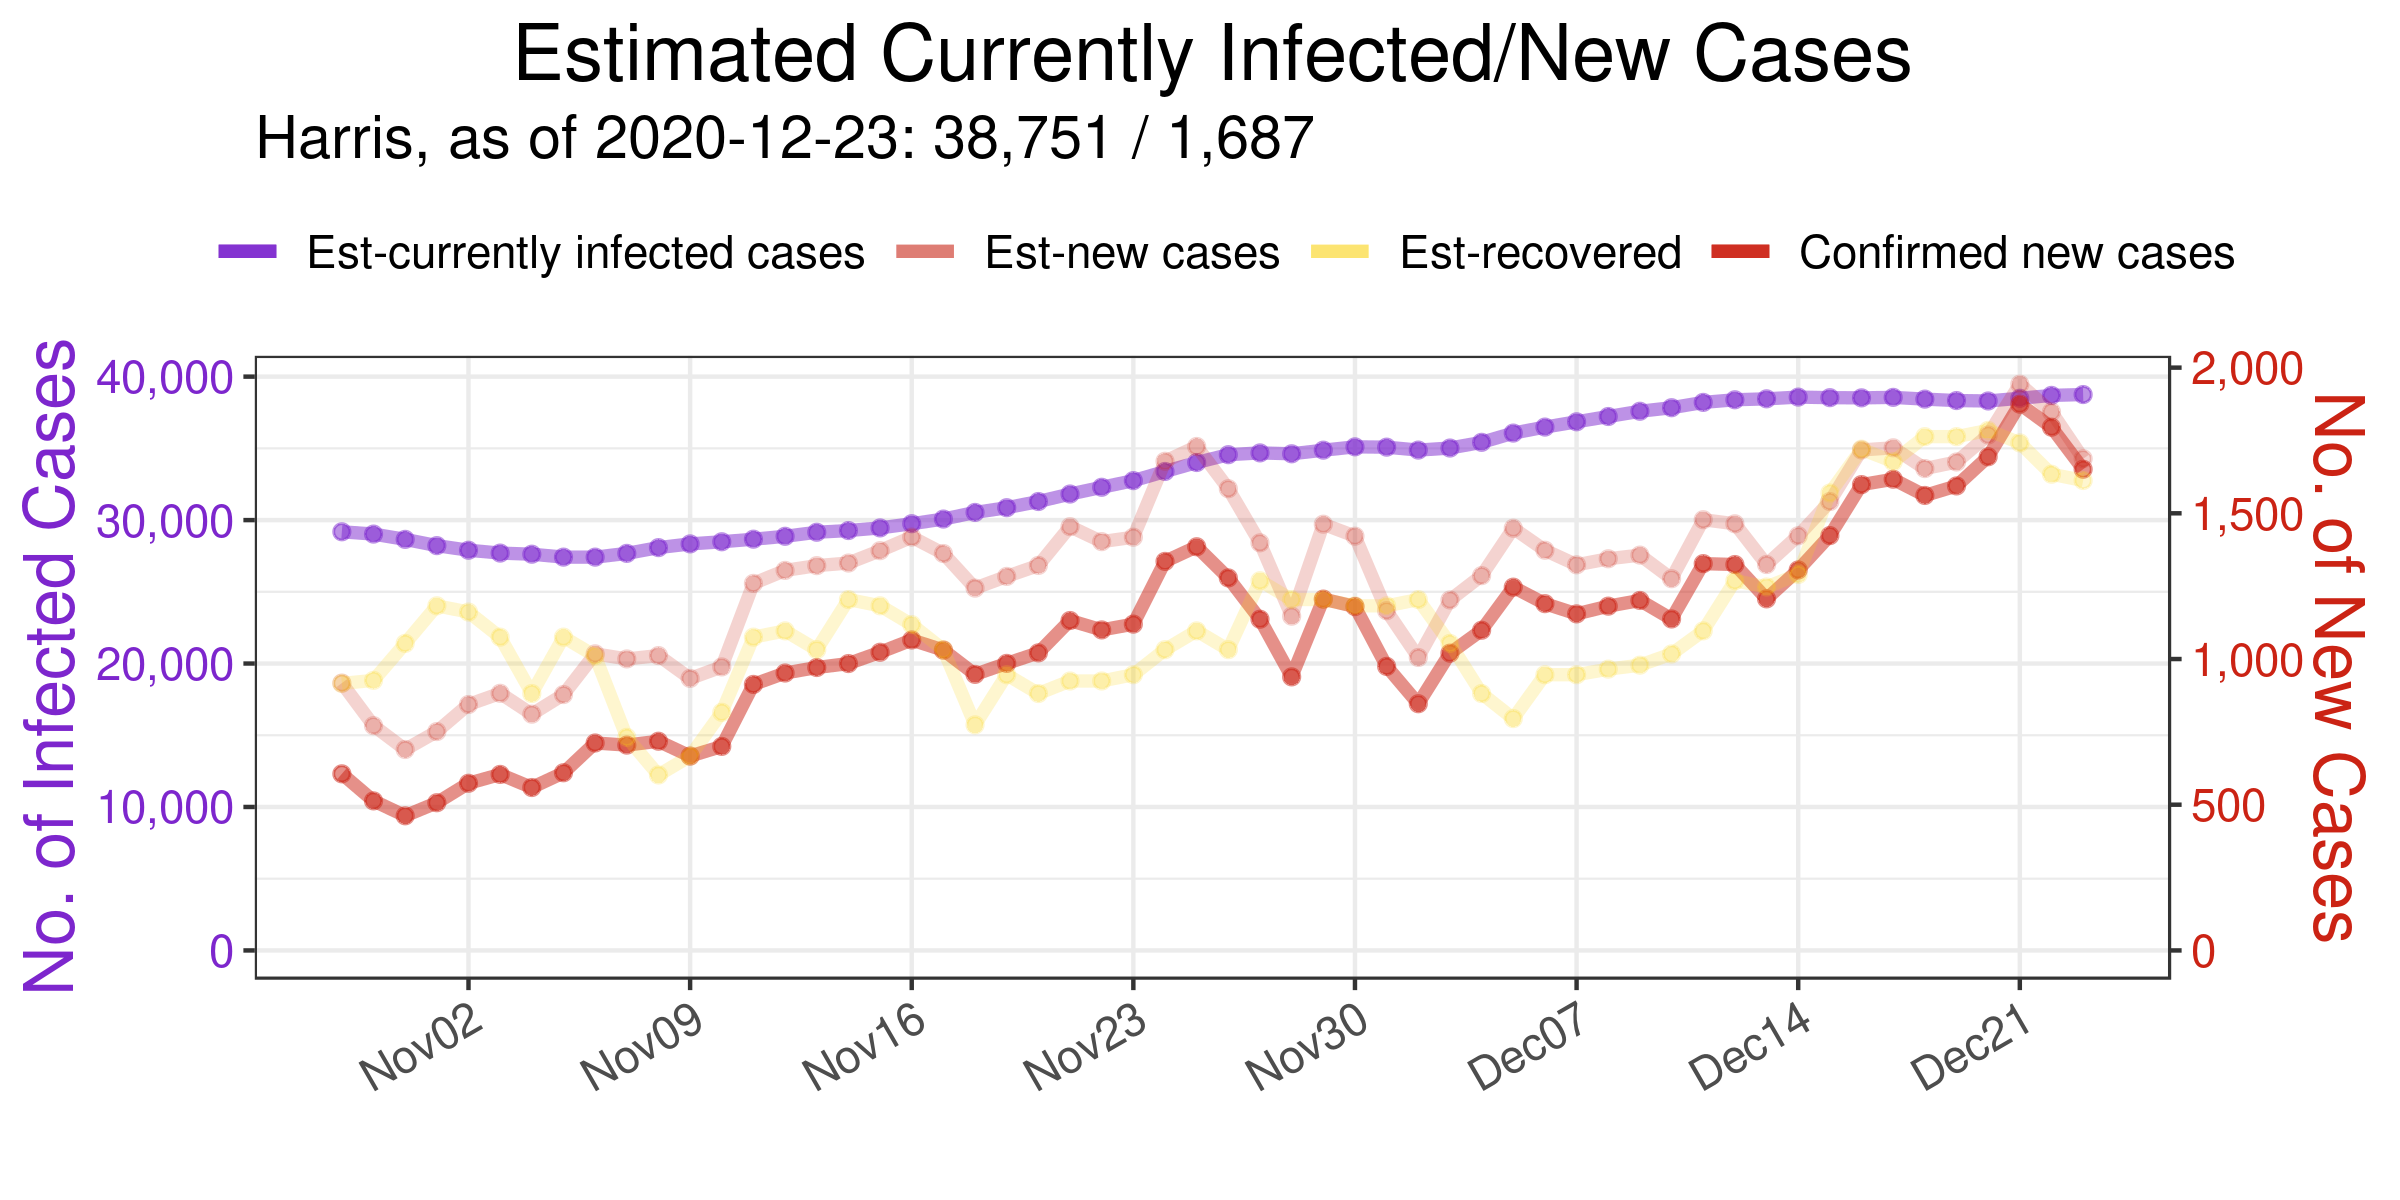 Estimated Currently Infected/New Cases
Harris, as of 2020-12-23: 38,751 / 1,687
Est-currently infected cases Est-new cases Est-recovered Confirmed new cases
No. of Infected Cases
40,000
30,000
20,000
10,000
0
2,000
1,500
1,000
500
0
No. of New Cases
Nov02 Nov09 Nov16 Nov23 Nov30 Dec07 Dec14 Dec21